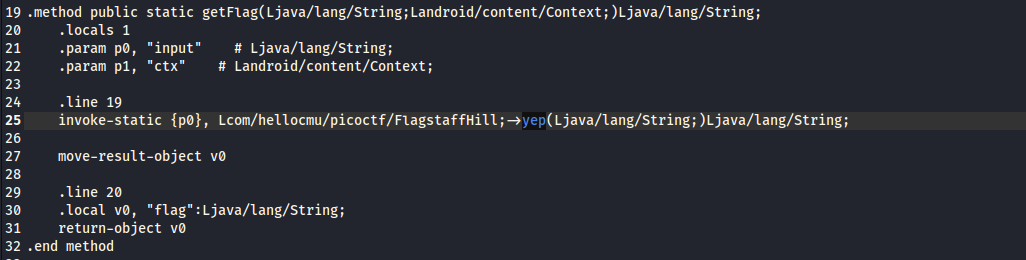 19 .method public static getFlag(Ljava/lang/String;Landroid/content/Context;)Ljava/lang/String;
20     .locals 1
21     .param p0, "input"    # Ljava/lang/String;
22     .param p1, "ctx"    # Landroid/content/Context;
23
24     .line 19
25     invoke-static {p0}, Lcom/hellocmu/picoctf/FlagstaffHill;->yep(Ljava/lang/String;)Ljava/lang/String;
26
27     move-result-object v0
28
29     .line 20
30     .local v0, "flag":Ljava/lang/String;
31     return-object v0
32 .end method